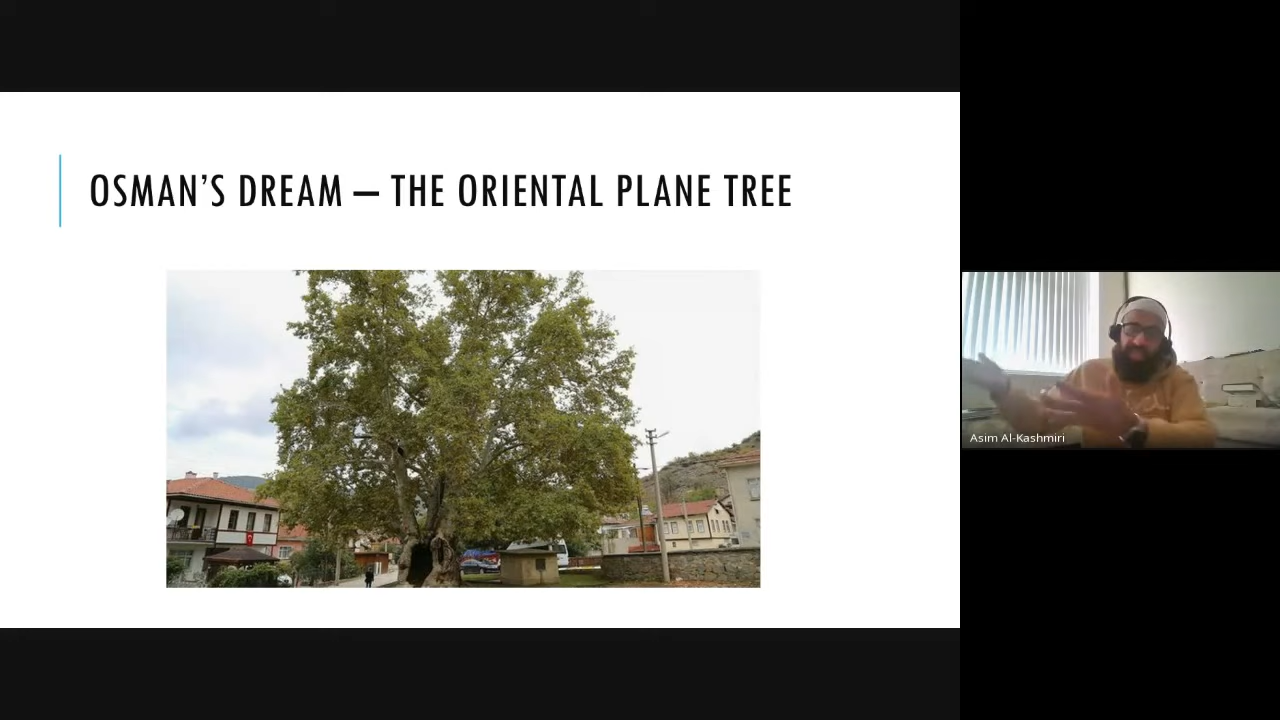 OSMAN’S DREAM – THE ORIENTAL PLANE TREE
Asim Al-Kashmiri